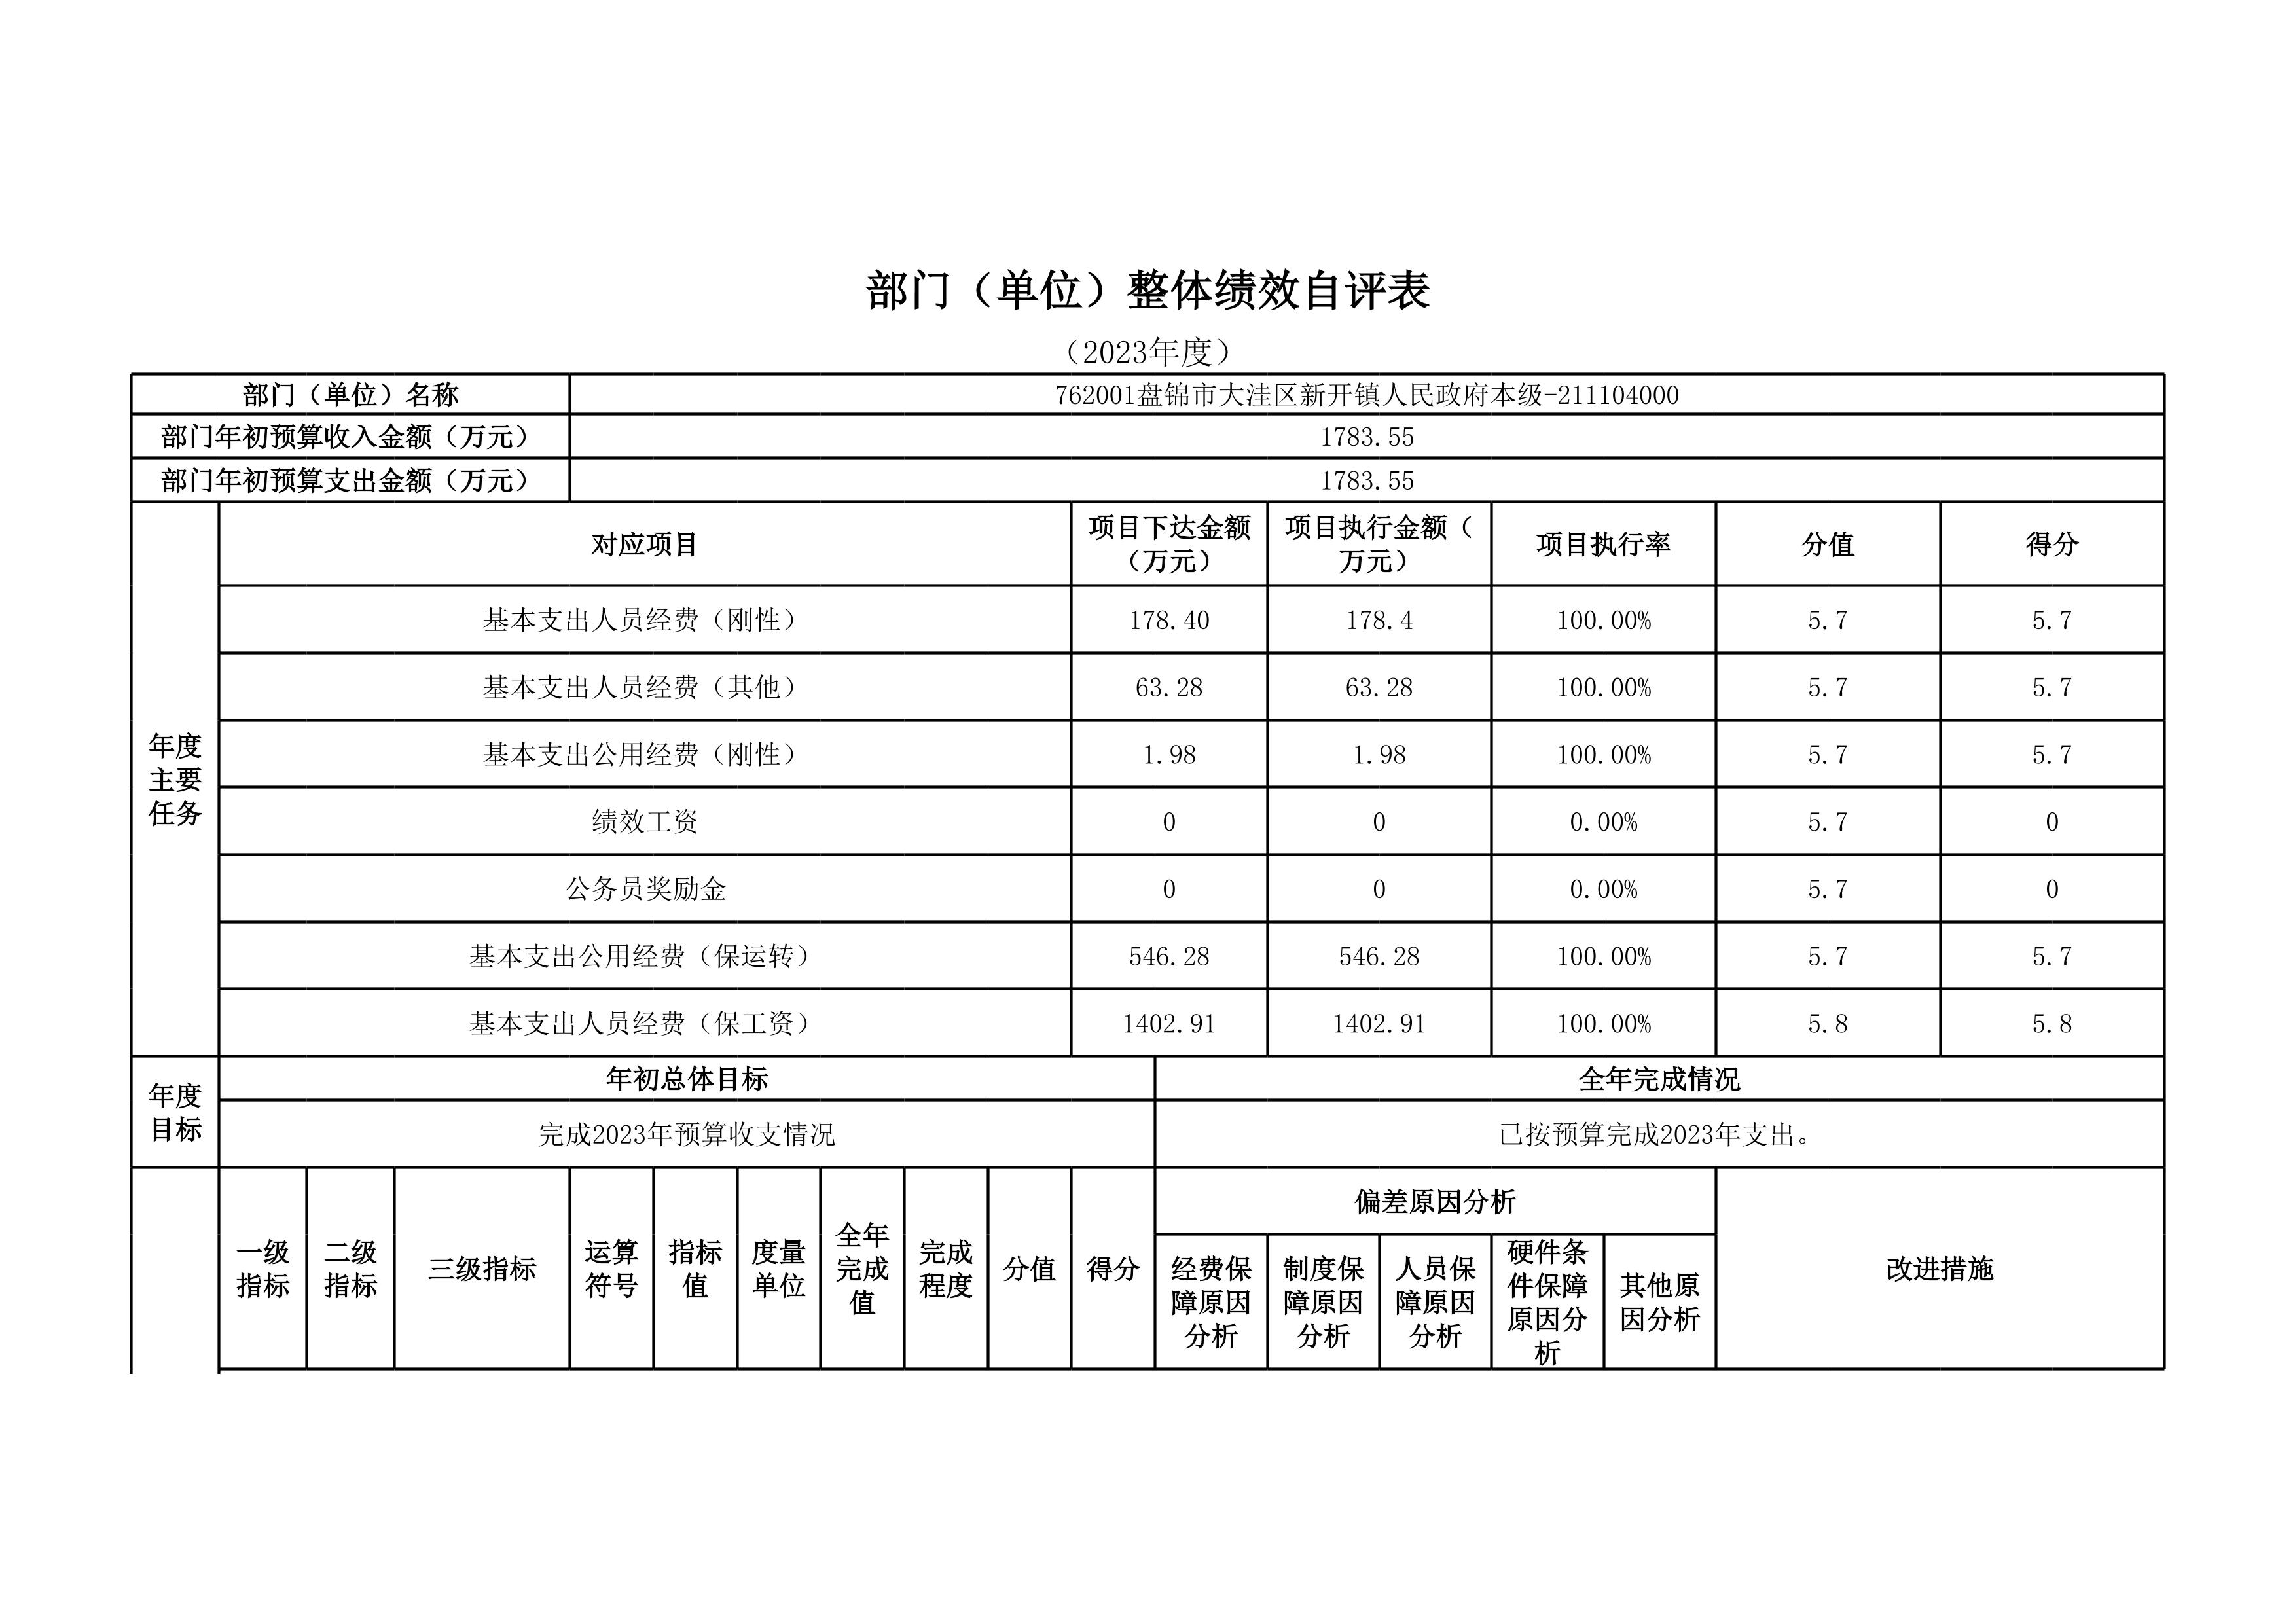 部门（单位）整体绩效自评表
（2023年度）
部门（单位）名称 762001盘锦市大洼区新开镇人民政府本级-211104000
部门年初预算收入金额（万元） 1783.55
部门年初预算支出金额（万元） 1783.55
年度
主要
任务
对应项目 项目下达金额
（万元） 项目执行金额（
万元） 项目执行率 分值 得分
基本支出人员经费（刚性） 178.40 178.4 100.00% 5.7 5.7
基本支出人员经费（其他） 63.28 63.28 100.00% 5.7 5.7
基本支出公用经费（刚性） 1.98 1.98 100.00% 5.7 5.7
绩效工资 0 0 0.00% 5.7 0
公务员奖励金 0 0 0.00% 5.7 0
基本支出公用经费（保运转） 546.28 546.28 100.00% 5.7 5.7
基本支出人员经费（保工资） 1402.91 1402.91 100.00% 5.8 5.8
年度
目标
年初总体目标 全年完成情况
完成2023年预算收支情况 已按预算完成2023年支出。
一级
指标
二级
指标
三级指标
运算
符号
指标
值
度量
单位
全年
完成
值
完成
程度
分值
得分
偏差原因分析
经费保
障原因
分析
制度保
障原因
分析
人员保
障原因
分析
硬件条
件保障
原因分
析
其他原
因分析
改进措施